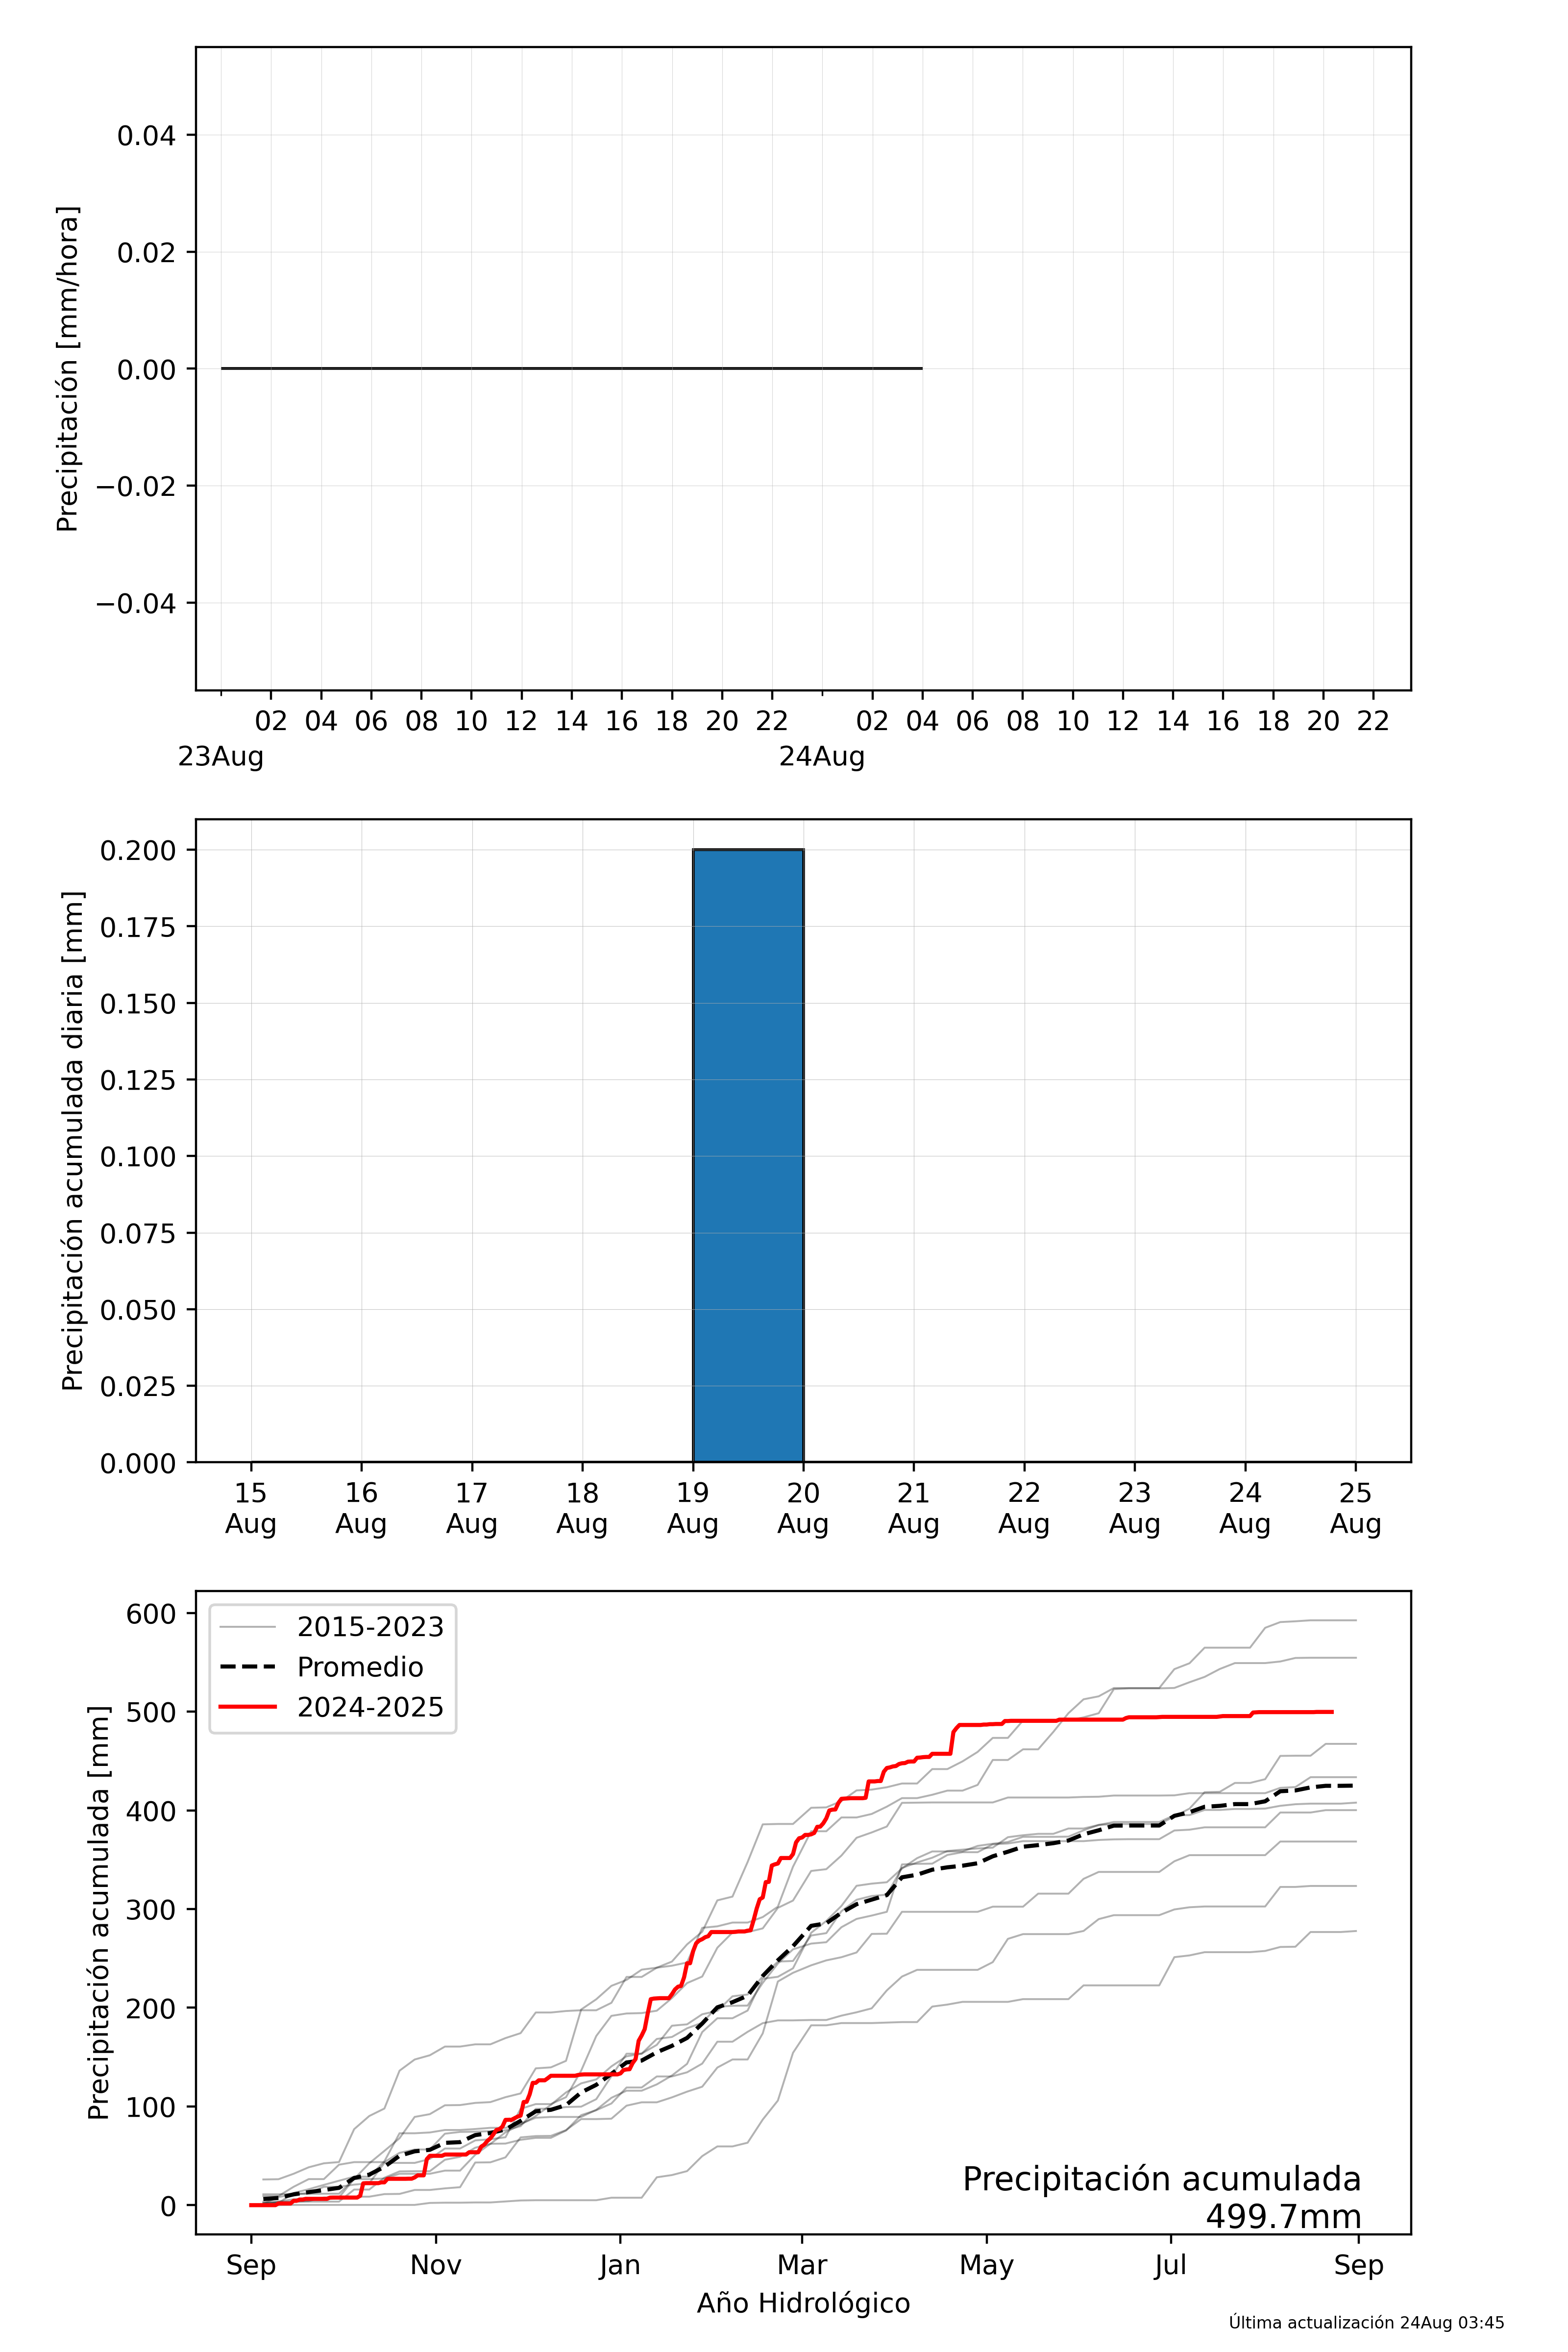 Precipitación [mm/hora]
0.04
0.02
0.00
−0.02
−0.04
02 04 06 08 10 12 14 16 18 20 22 02 04 06 08 10 12 14 16 18 20 22
23Aug 24Aug
Precipitación acumulada diaria [mm]
0.200
0.175
0.150
0.125
0.100
0.075
0.050
0.025
0.000
15 16 17 18 19 20 21 22 23 24 25
Aug Aug Aug Aug Aug Aug Aug Aug Aug Aug Aug
Precipitación acumulada [mm]
600
500
400
300
200
100
0
2015-2023
Promedio
2024-2025
Precipitación acumulada
499.7mm
Sep Nov Jan Mar May Jul Sep
Año Hidrológico
Última actualización 24Aug 03:45